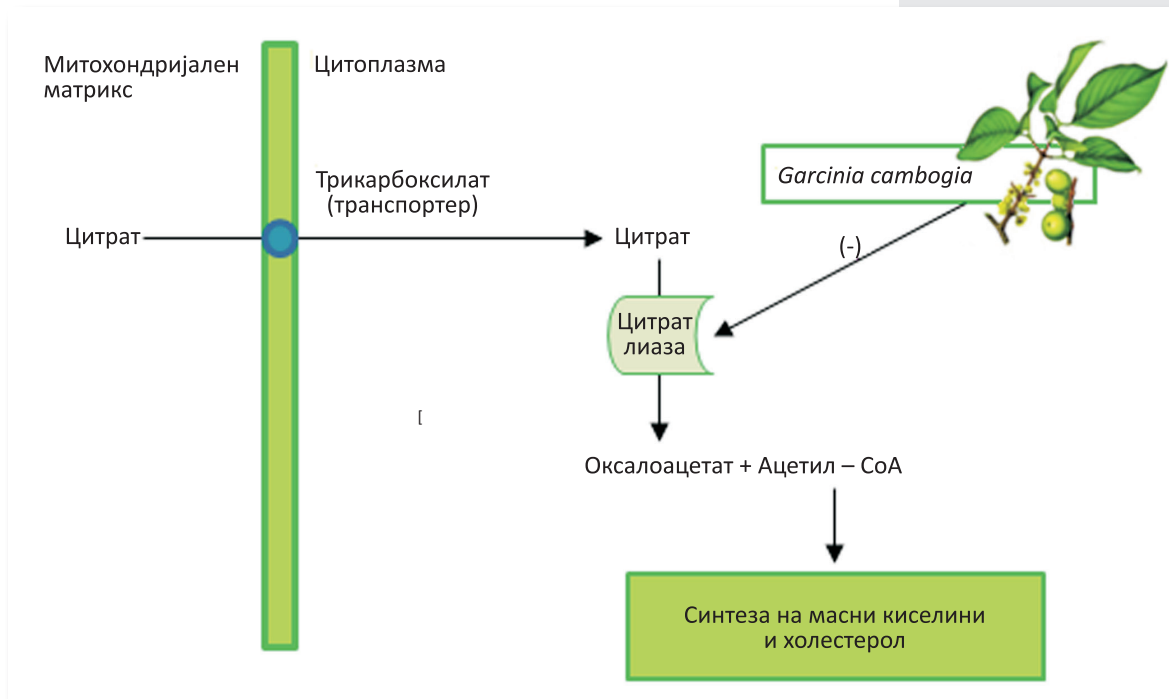 Митохондријален
матрикс
Цитоплазма
Трикарбоксилат
(транспортер)
Garcinia cambogia
Цитрат
Цитрат
(-)
Цитрат
лиаза
[
Оксалоацетат + Ацетил – CoA
Синтеза на масни киселини
и холестерол